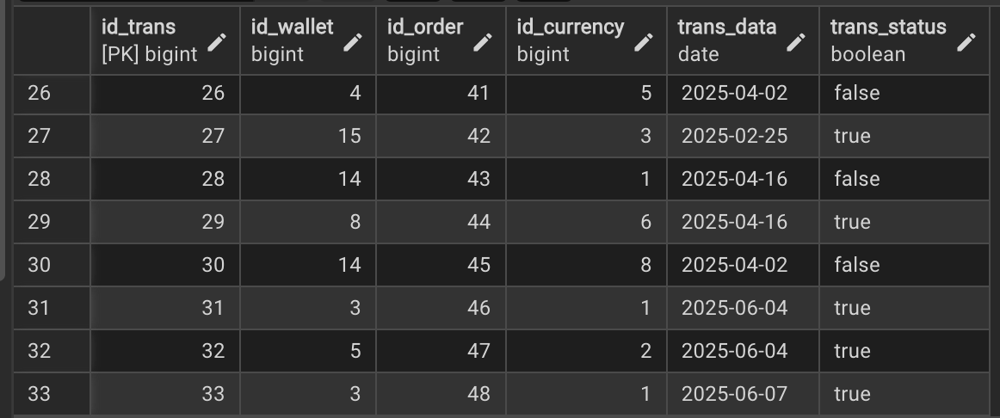 id_trans id_wallet id_order id_currency trans_data trans_status
[PK] bigint bigint bigint bigint date boolean
26 26 4 41 5 2025-04-02 false
27 27 15 42 3 2025-02-25 true
28 28 14 43 1 2025-04-16 false
29 29 8 44 6 2025-04-16 true
30 30 14 45 8 2025-04-02 false
31 31 3 46 1 2025-06-04 true
32 32 5 47 2 2025-06-04 true
33 33 3 48 1 2025-06-07 true